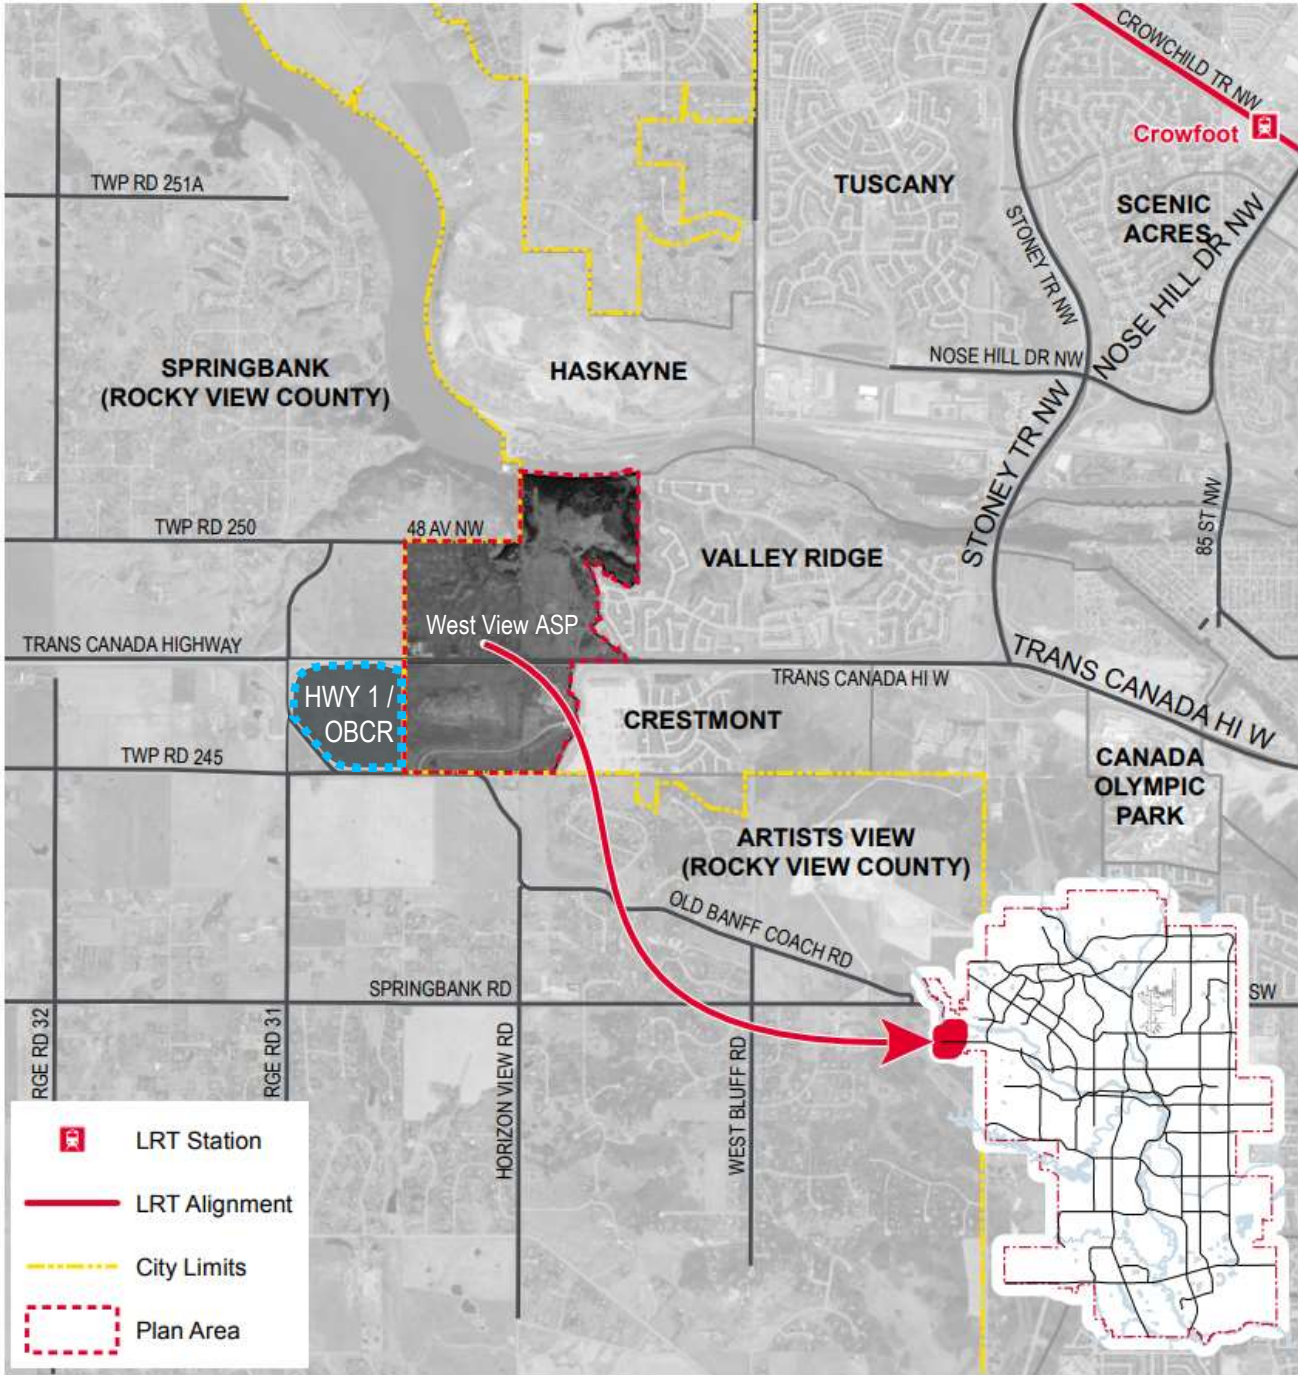 CROWCHILD TR NW
Crowfoot
TWP RD 251A
TUSCANY
SCENIC
ACRES
STONEY TR NW
NOSE HILL DR NW
SPRINGBANK
(ROCKY VIEW COUNTY)
HASKAYNE
NOSE HILL DR NW
STONEY TR NW
85 ST NW
TWP RD 250
48 AV NW
VALLEY RIDGE
West View ASP
TRANS CANADA HIGHWAY
TRANS CANADA HI W
TRANS CANADA HI W
HWY 1 /
OBCR
CRESTMONT
TWP RD 245
CANADA
OLYMPIC
PARK
ARTISTS VIEW
(ROCKY VIEW COUNTY)
OLD BANFF COACH RD
SPRINGBANK RD
SW
RGE RD 32
RGE RD 31
HORIZON VIEW RD
WEST BLUFF RD
LRT Station
LRT Alignment
City Limits
Plan Area